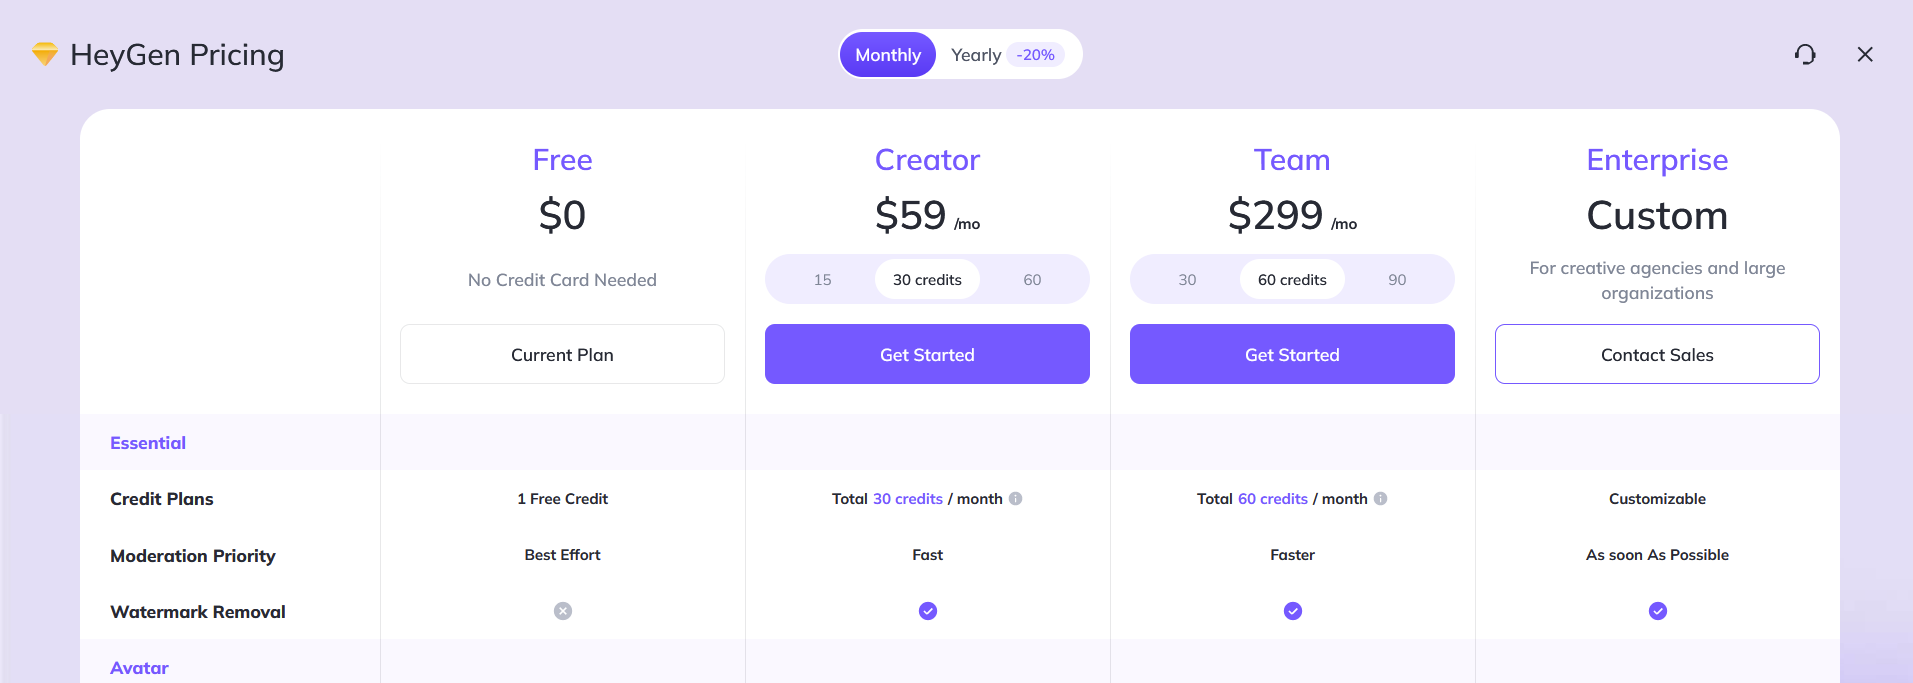 HeyGen Pricing
Monthly
Yearly -20%
Free
$0
No Credit Card Needed
Current Plan
Creator
$59 /mo
15 30 credits 60
Get Started
Team
$299 /mo
30 60 credits 90
Get Started
Enterprise
Custom
For creative agencies and large
organizations
Contact Sales
Essential
Credit Plans
1 Free Credit
Total 30 credits / month
Total 60 credits / month
Customizable
Moderation Priority
Best Effort
Fast
Faster
As soon As Possible
Watermark Removal
Avatar